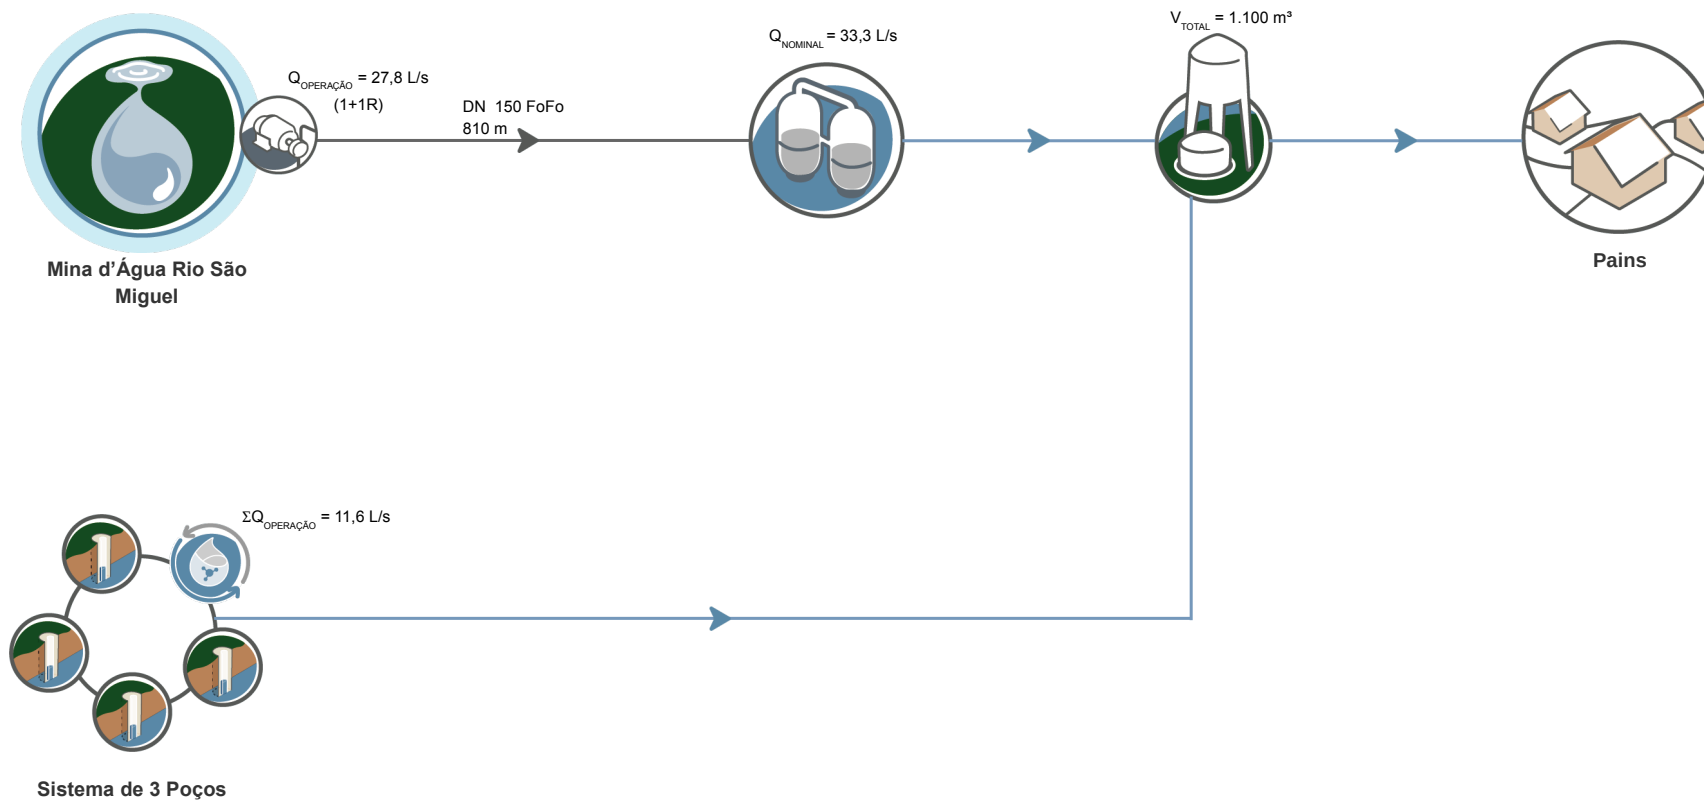 V TOTAL = 1.100 m³
Q NOMINAL = 33,3 L/s
Q OPERAÇÃO = 27,8 L/s
(1+1R)
DN 150 FoFo
810 m
Mina d’Água Rio São
Miguel
Pains
ΣQ OPERAÇÃO = 11,6 L/s
Sistema de 3 Poços